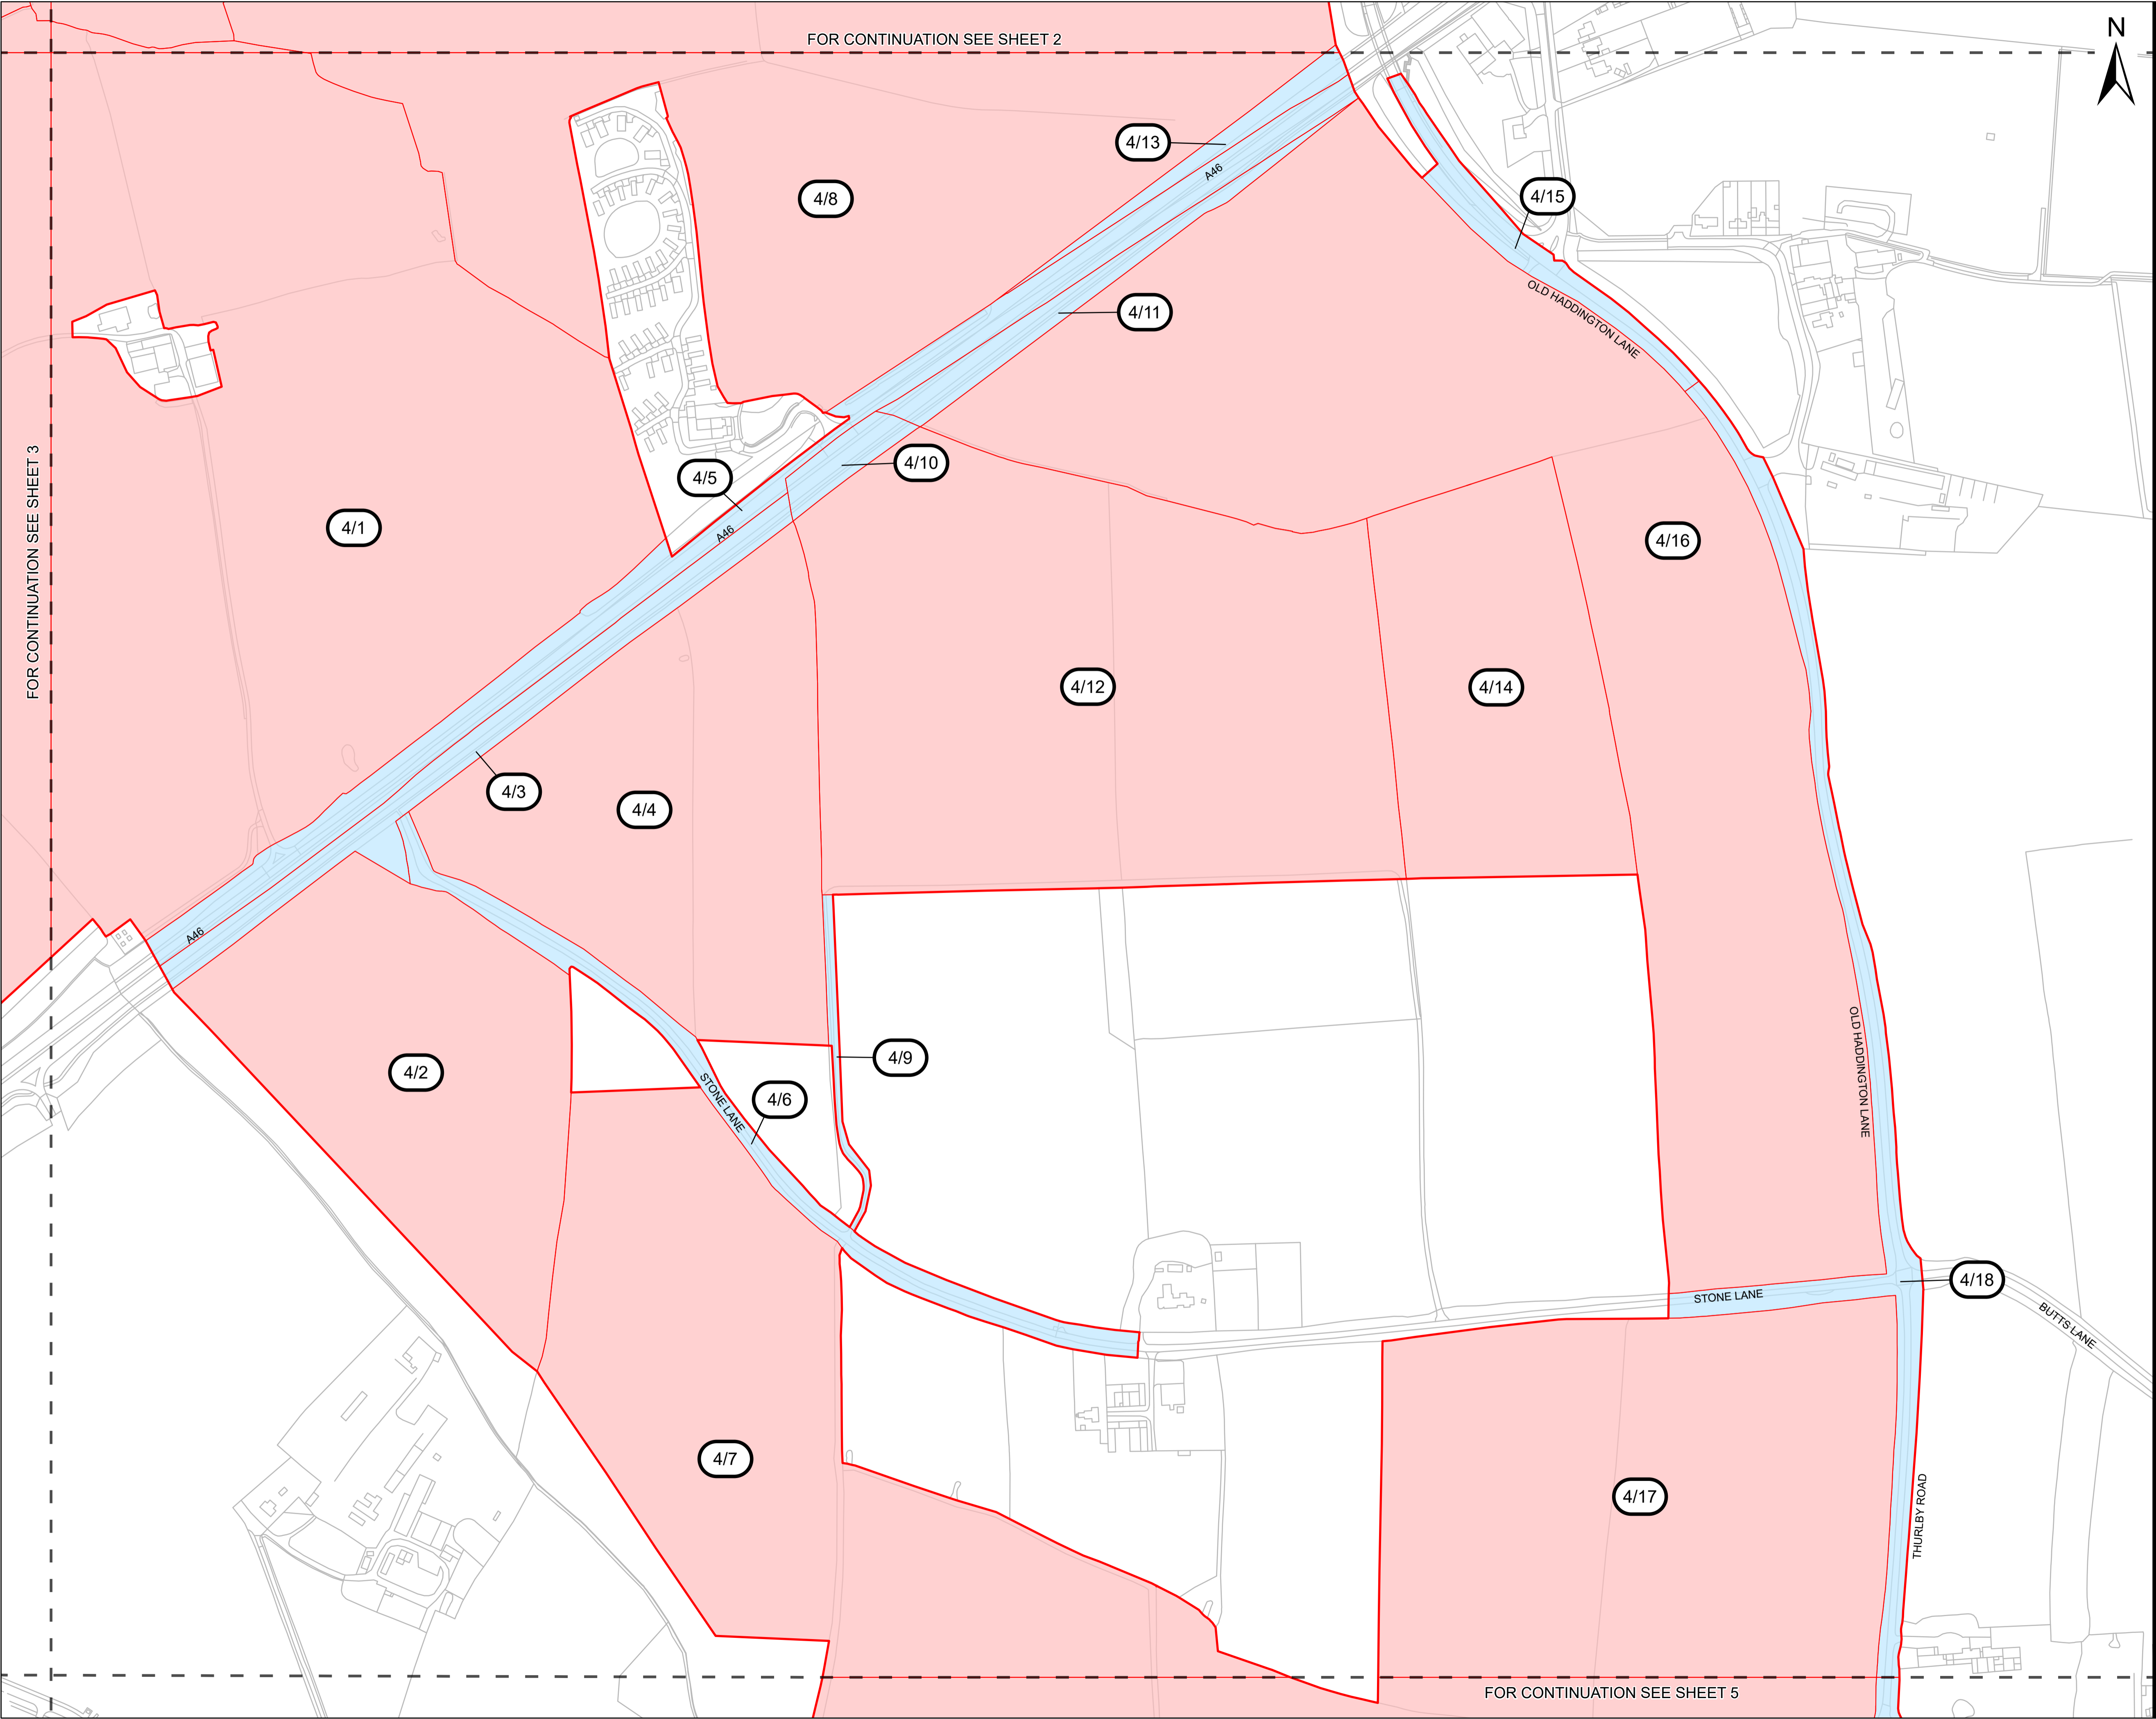 N
FOR CONTINUATION SEE SHEET 2
4/13
A46
4/8
4/15
4/11
OLD HADDINGTON LANE
FOR CONTINUATION SEE SHEET 3
4/10
4/5
4/1
A46
4/16
4/12
4/14
4/3
4/4
A46
OLD HADDINGTON LANE
4/9
4/2
STONE LANE
4/6
4/18
STONE LANE
BUTTS LANE
4/7
4/17
THURLBY ROAD
FOR CONTINUATION SEE SHEET 5